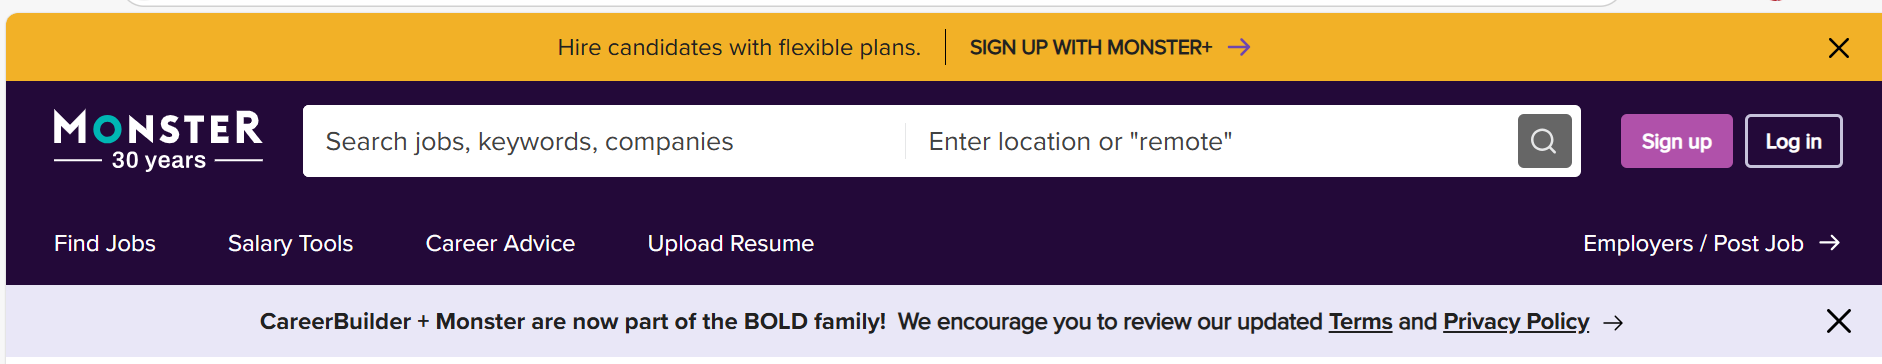 Hire candidates with flexible plans. SIGN UP WITH MONSTER+ →
MONSTER
30 years
Search jobs, keywords, companies
Enter location or "remote"
Sign up
Log in
Find Jobs
Salary Tools
Career Advice
Upload Resume
Employers / Post Job →
CareerBuilder + Monster are now part of the BOLD family! We encourage you to review our updated Terms and Privacy Policy →